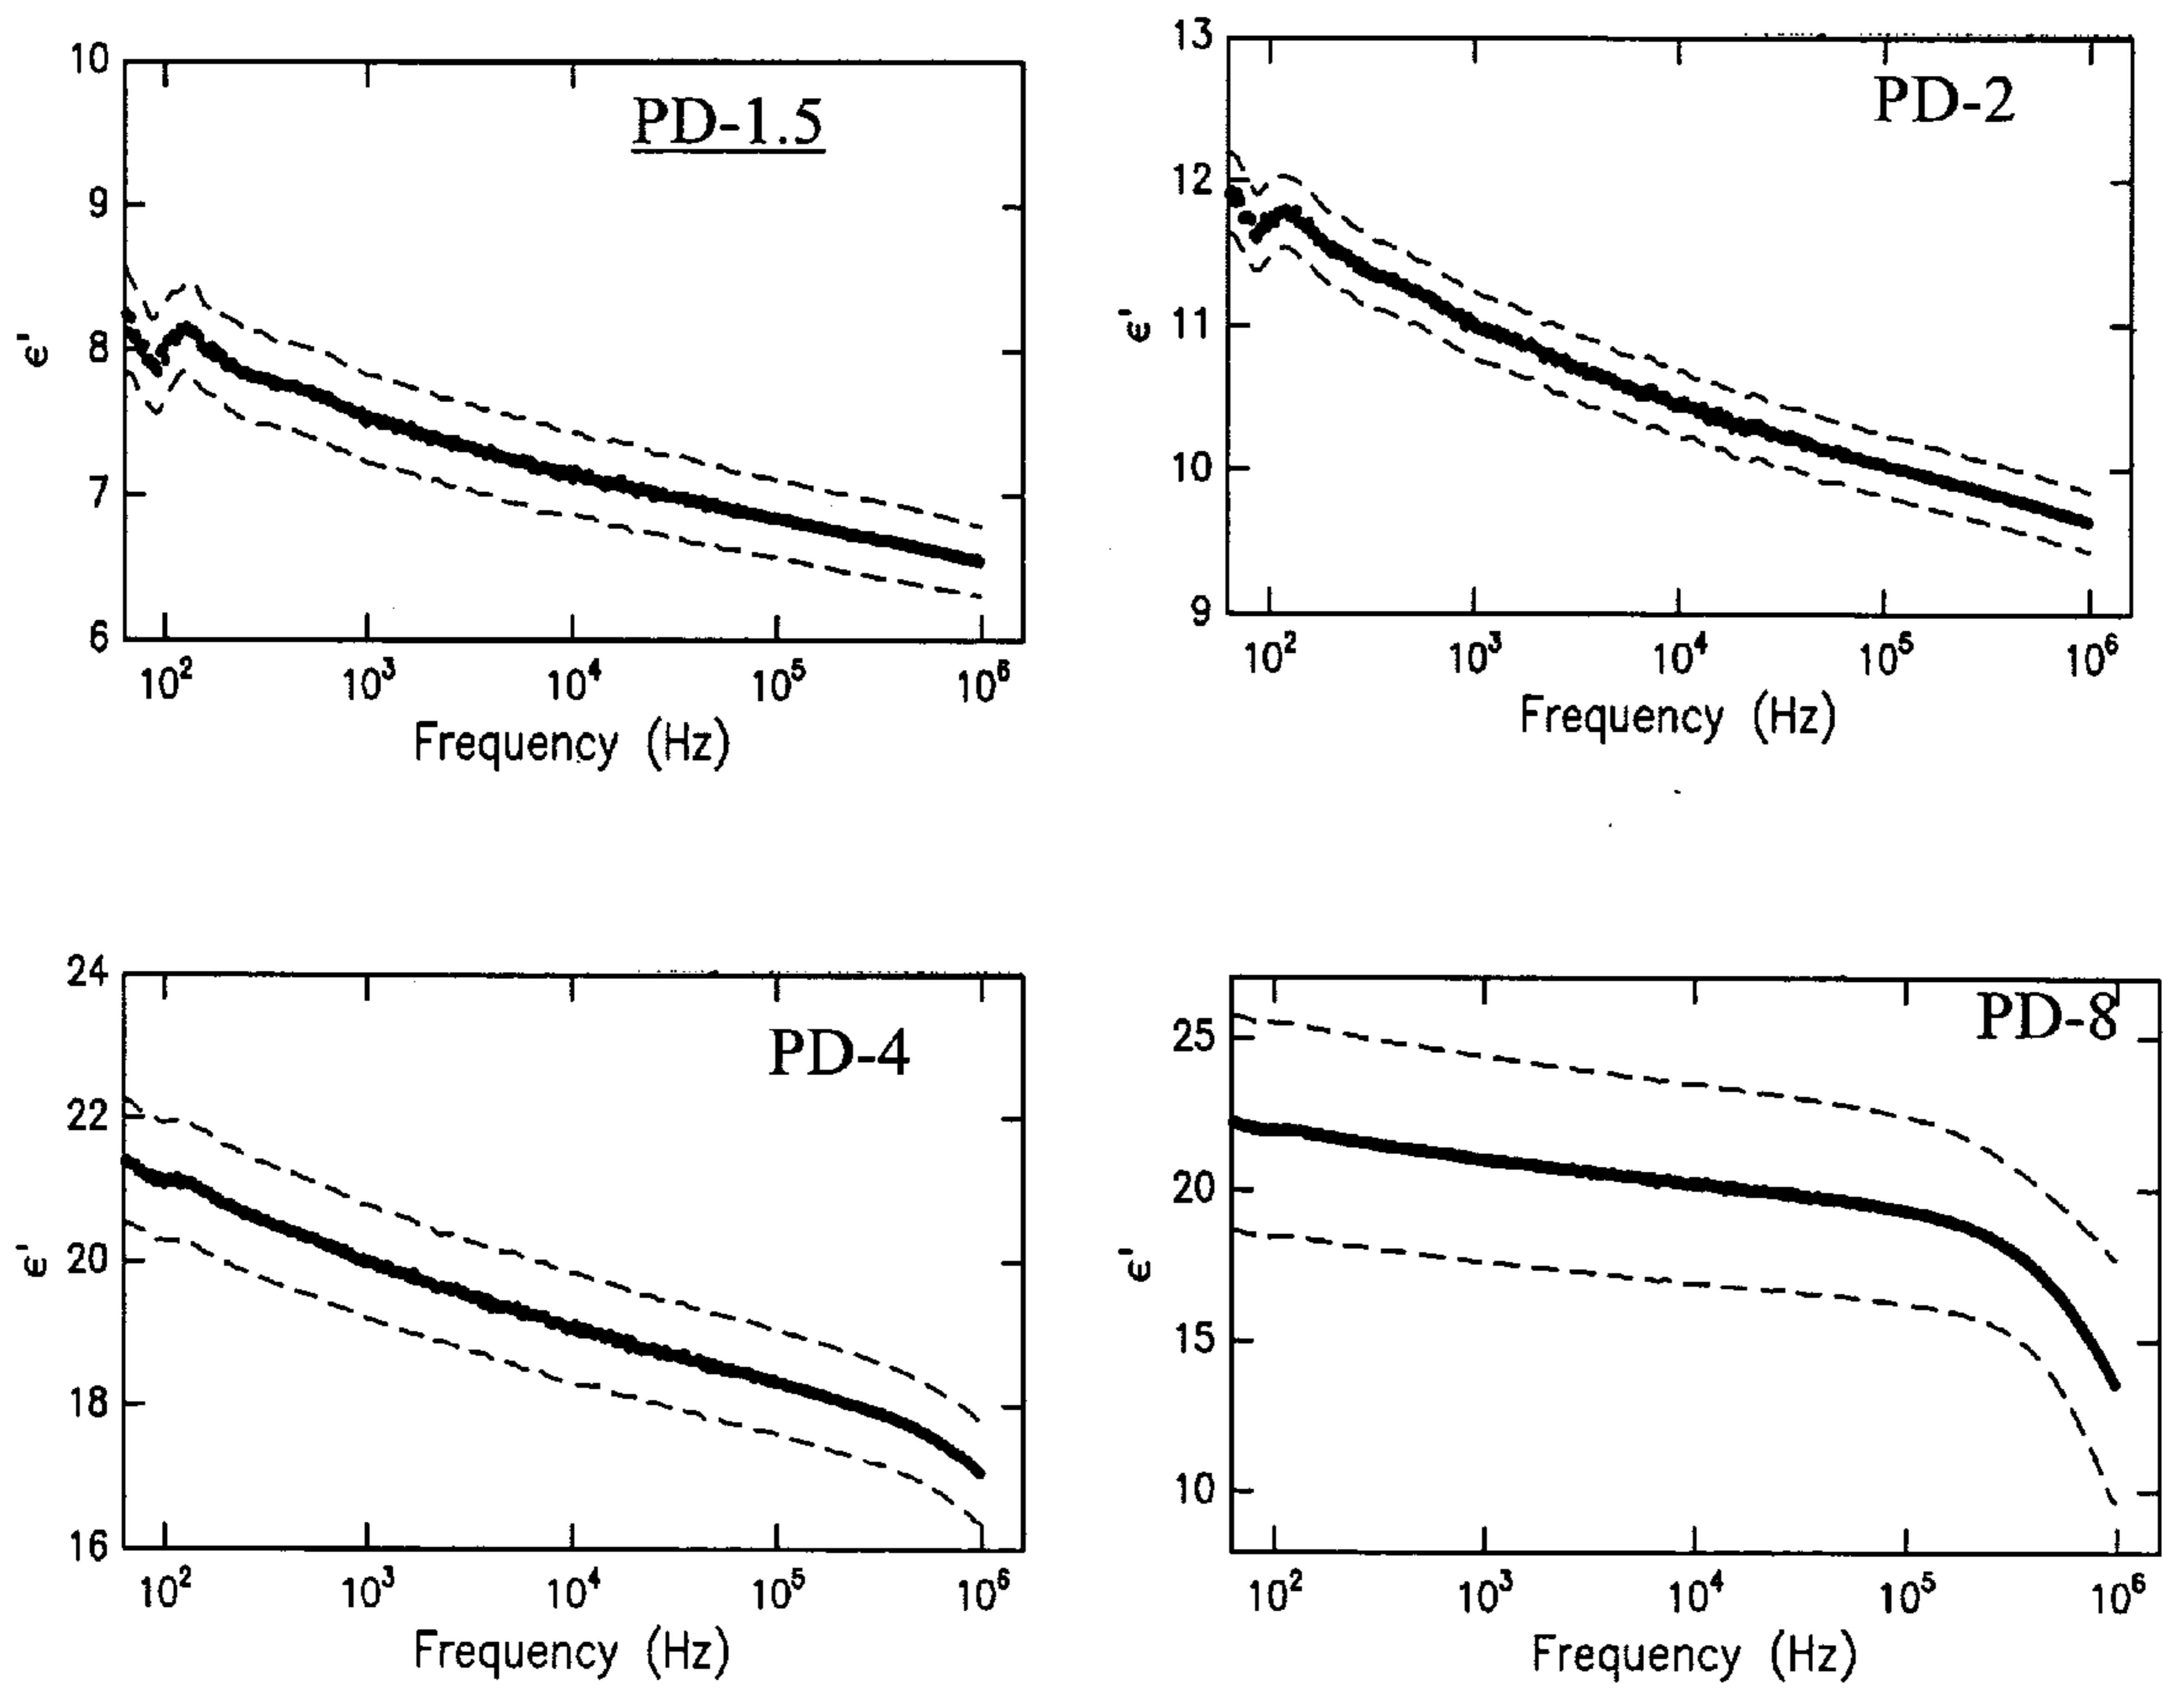 PD-1.5
10
9
8
7
6
ϵ'
10² 10³ 10⁴ 10⁵ 10⁶
Frequency (Hz)
PD-2
13
12
11
10
9
ϵ'
10² 10³ 10⁴ 10⁵ 10⁶
Frequency (Hz)
PD-4
24
22
20
18
16
ϵ'
10² 10³ 10⁴ 10⁵ 10⁶
Frequency (Hz)
PD-8
25
20
15
10
ϵ'
10² 10³ 10⁴ 10⁵ 10⁶
Frequency (Hz)